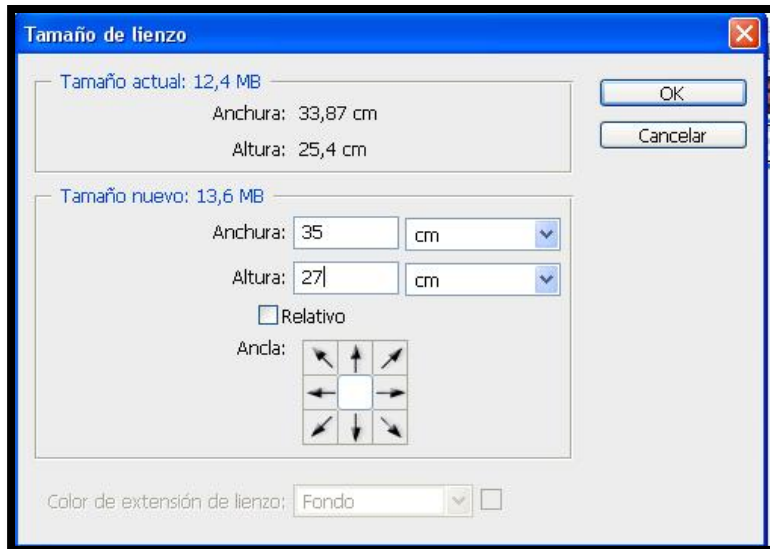 Tamaño de lienzo
Tamaño actual: 12,4 MB
Anchura: 33,87 cm
Altura: 25,4 cm
OK
Cancelar
Tamaño nuevo: 13,6 MB
Anchura: 35 cm
Altura: 27 cm
Relativo
Ancla:
Color de extensión de lienzo: Fondo